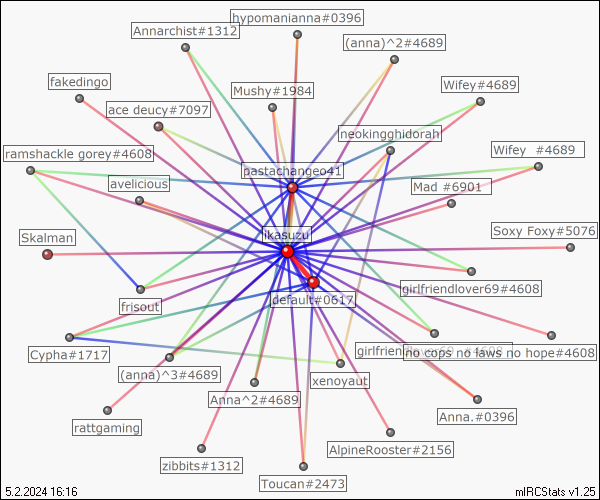 hypomanianna#0396
Annarchist#1312
(anna)^2#4689
fakedingo
Mushy#1984
Wifey#4689
ace deucy#7097
neokingghidorah
ramshackle gorey#4608
Wifey #4689
pastachangeo41
avelicious
Mad #6901
Skalman
ikasuzu
Soxy Foxy#5076
girlfriendlover69#4608
frisout
default#0617
Cypha#1717
no cops no laws no hope#4608
(anna)^3#4689
xenoyaut
Anna^2#4689
Anna.#0396
rattgaming
AlpineRooster#2156
zibbits#1312
Toucan#2473
5.2.2024 16:16
mIRCStats v1.25